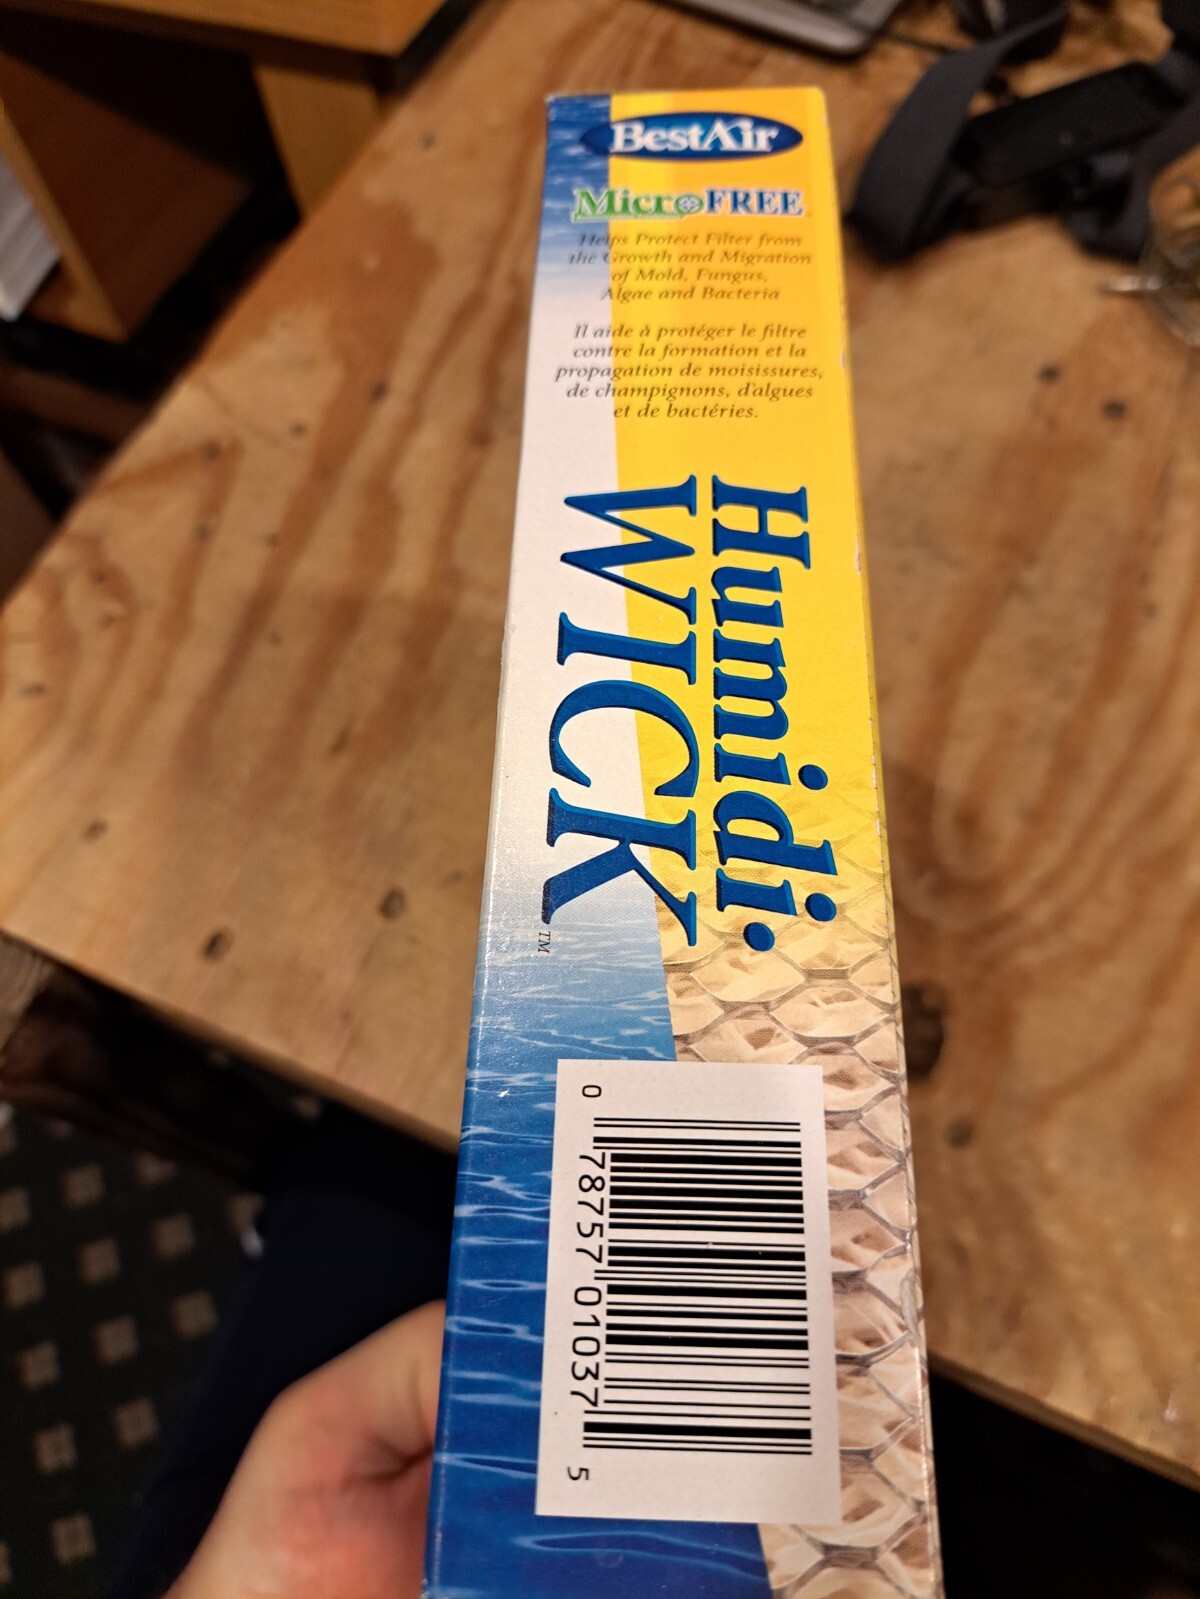 BestAir
MicroFREE
Helps Protect Filter from
the Growth and Migration
of Mold, Fungus,
Algae and Bacteria
Il aide à protéger le filtre
contre la formation et la
propagation de moisissures,
de champignons, d'algues
et de bactéries.
Humidi•
WICK™
0 78757 01037 5